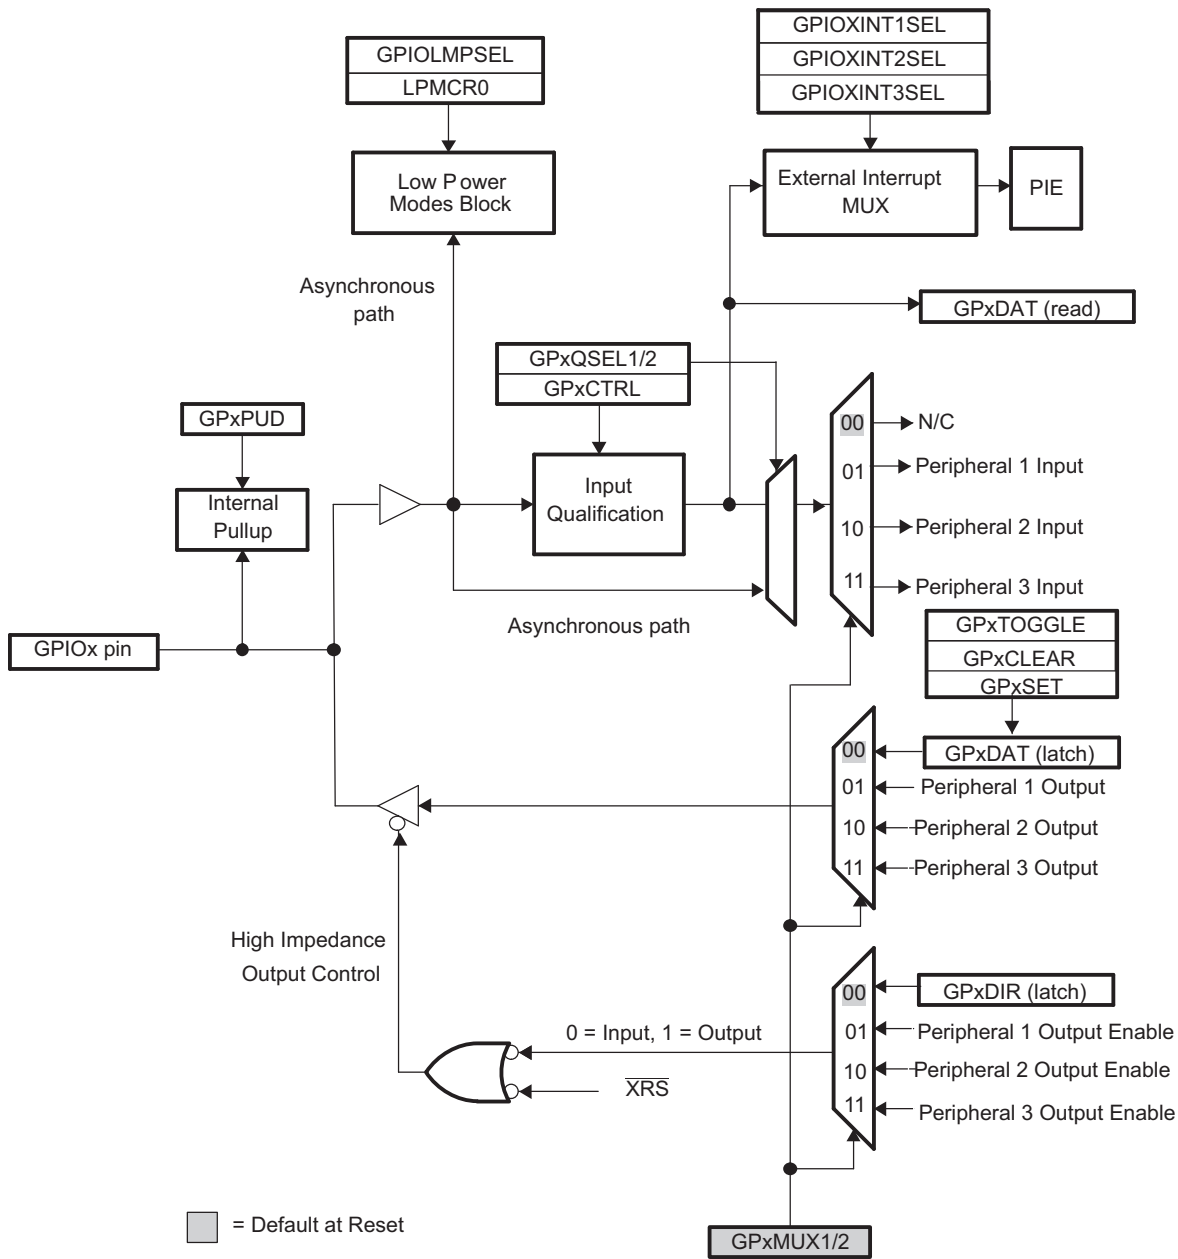 GPIOLMPSEL
LPMCR0
Low Power
Modes Block
GPIOXINT1SEL
GPIOXINT2SEL
GPIOXINT3SEL
External Interrupt
MUX
PIE
Asynchronous
path
GPxDAT (read)
GPxQSEL1/2
GPxCTRL
GPxPUD
Internal
Pullup
Input
Qualification
00
N/C
01
Peripheral 1 Input
10
Peripheral 2 Input
11
Peripheral 3 Input
Asynchronous path
GPIOx pin
GPxTOGGLE
GPxCLEAR
GPxSET
00
GPxDAT (latch)
01
Peripheral 1 Output
10
Peripheral 2 Output
11
Peripheral 3 Output
High Impedance
Output Control
00
GPxDIR (latch)
0 = Input, 1 = Output
01
Peripheral 1 Output Enable
10
Peripheral 2 Output Enable
XRS
11
Peripheral 3 Output Enable
= Default at Reset
GPxMUX1/2